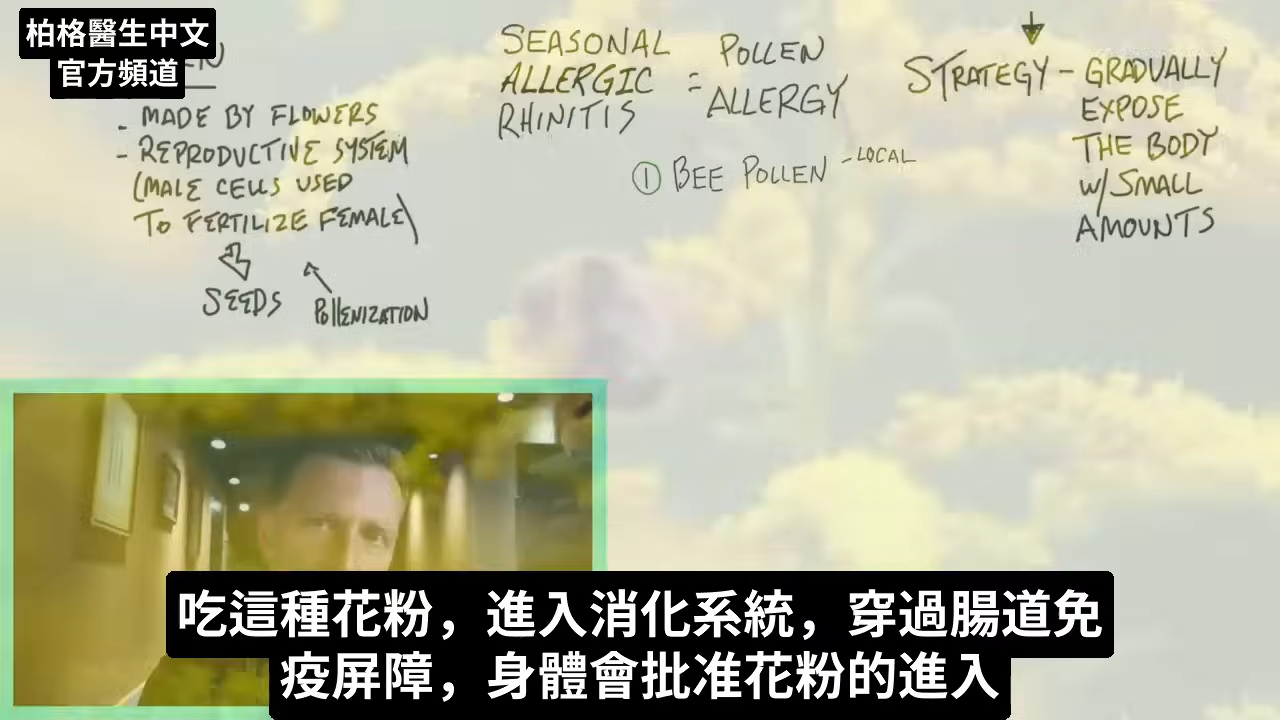 柏格醫生中文
官方頻道
- MADE BY FLOWERS
- REPRODUCTIVE SYSTEM
(MALE CELLS USED
TO FERTILIZE FEMALE)
SEEDS
POllENIZATION
SEASONAL
ALLERGIC
RHINITIS
=
POLLEN
ALLERGY
① BEE POLLEN - LOCAL
STRATEGY - GRADUALLY
EXPOSE
THE BODY
W/ SMALL
AMOUNTS
吃這種花粉，進入消化系統，穿過腸道免
疫屏障，身體會批准花粉的進入